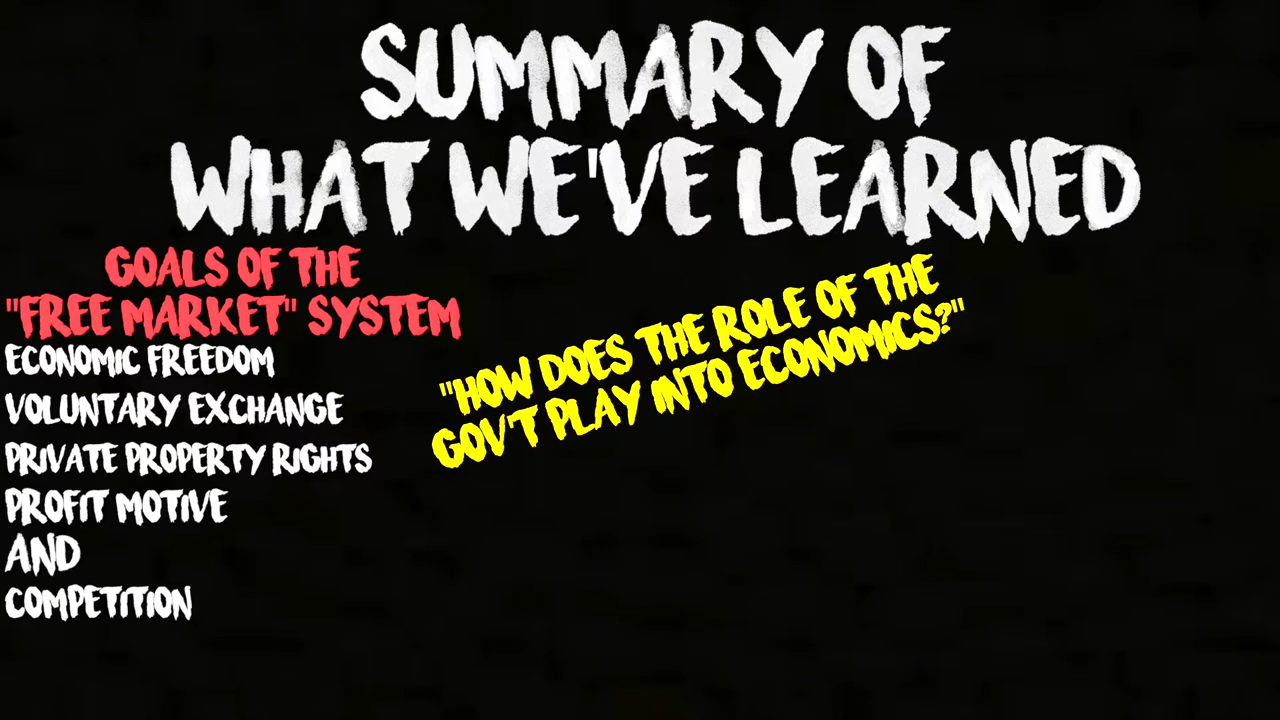 SUMMARY OF
WHAT WE'VE LEARNED
GOALS OF THE
"FREE MARKET" SYSTEM
ECONOMIC FREEDOM
VOLUNTARY EXCHANGE
PRIVATE PROPERTY RIGHTS
PROFIT MOTIVE
AND
COMPETITION
"HOW DOES THE ROLE OF THE
GOV'T PLAY INTO ECONOMICS?"